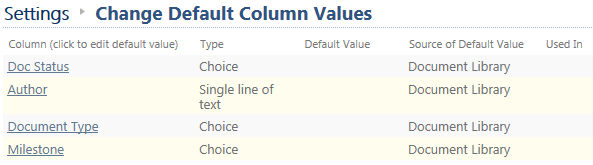 Settings ▸ Change Default Column Values
Column (click to edit default value) Type Default Value Source of Default Value Used In
Doc Status Choice Document Library
Author Single line of Document Library
text
Document Type Choice Document Library
Milestone Choice Document Library